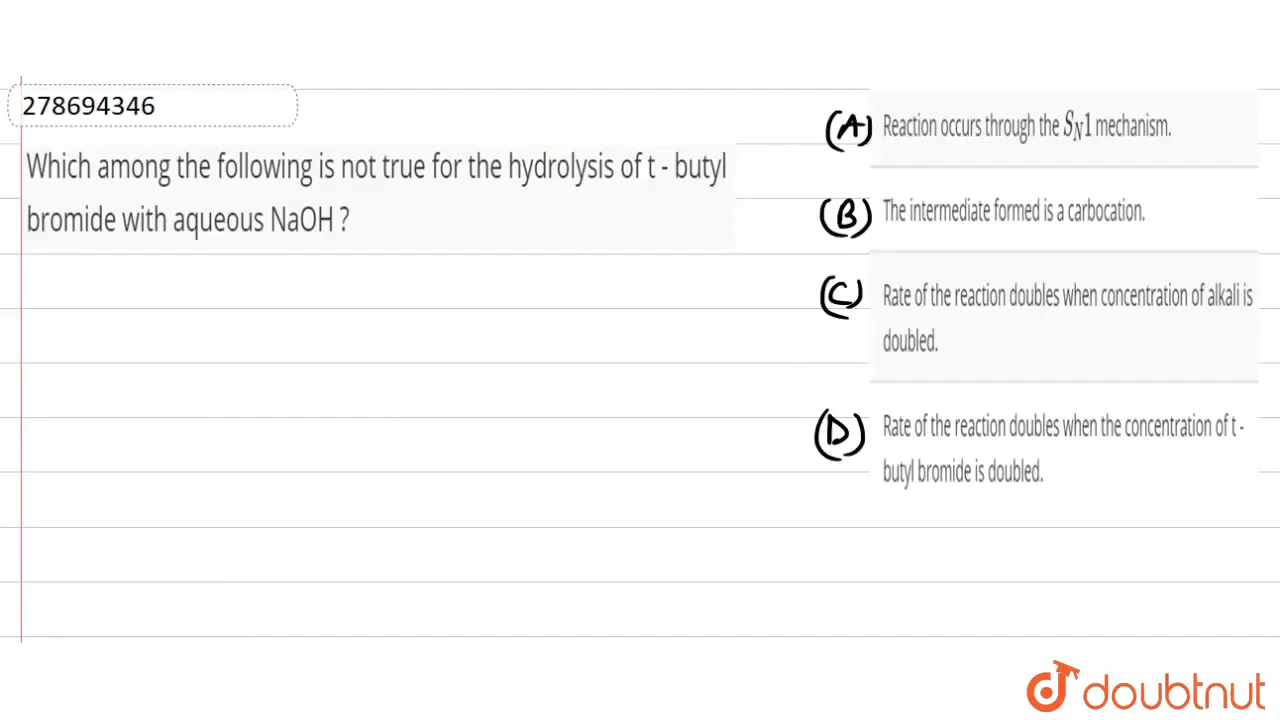 278694346
Which among the following is not true for the hydrolysis of t - butyl
bromide with aqueous NaOH ?
(A) Reaction occurs through the $S_N1$ mechanism.
(B) The intermediate formed is a carbocation.
(C) Rate of the reaction doubles when concentration of alkali is
doubled.
(D) Rate of the reaction doubles when the concentration of t -
butyl bromide is doubled.
doubtnut